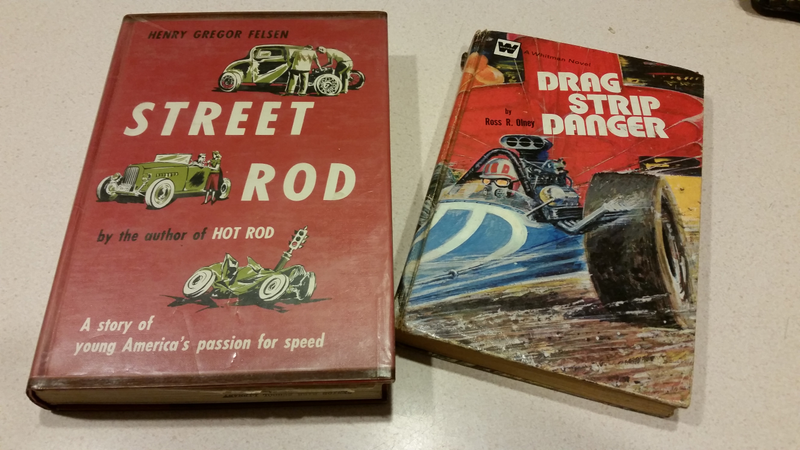 HENRY GREGOR FELSEN
STREET
ROD
by the author of HOT ROD
A story of
young America's passion for speed
W
A Whitman Novel
DRAG
STRIP
DANGER
by
Ross R. Olney